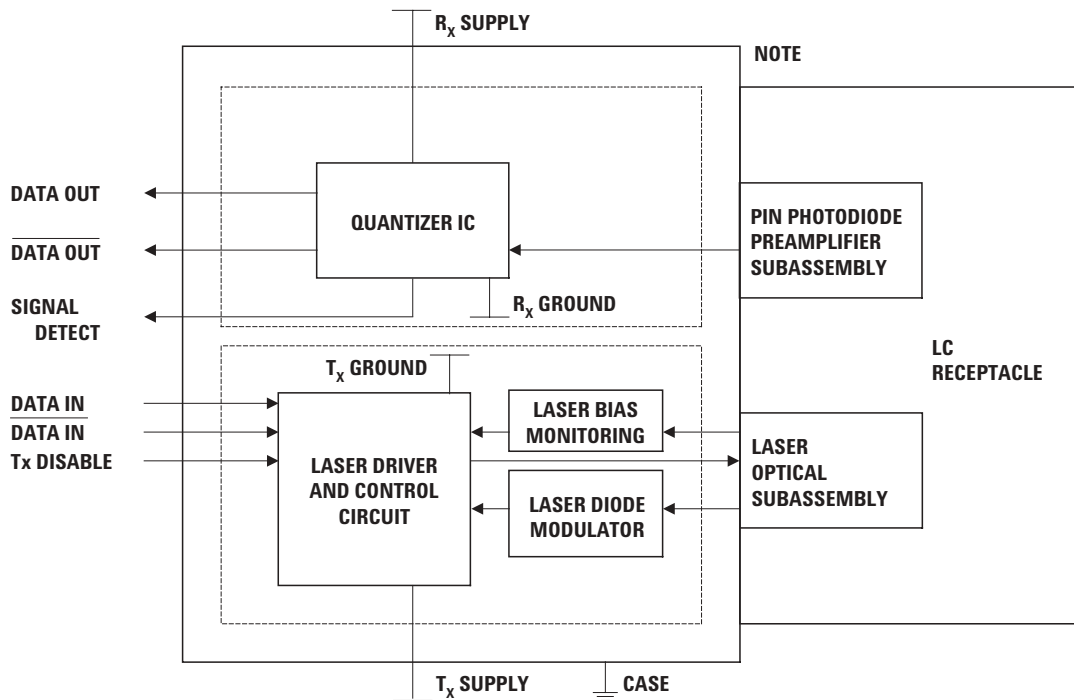 Rx SUPPLY
NOTE
DATA OUT
QUANTIZER IC
PIN PHOTODIODE
PREAMPLIFIER
SUBASSEMBLY
DATA OUT
SIGNAL
DETECT
Rx GROUND
LC
RECEPTACLE
Tx GROUND
DATA IN
DATA IN
Tx DISABLE
LASER BIAS
MONITORING
LASER DRIVER
AND CONTROL
CIRCUIT
LASER
OPTICAL
SUBASSEMBLY
LASER DIODE
MODULATOR
Tx SUPPLY
CASE